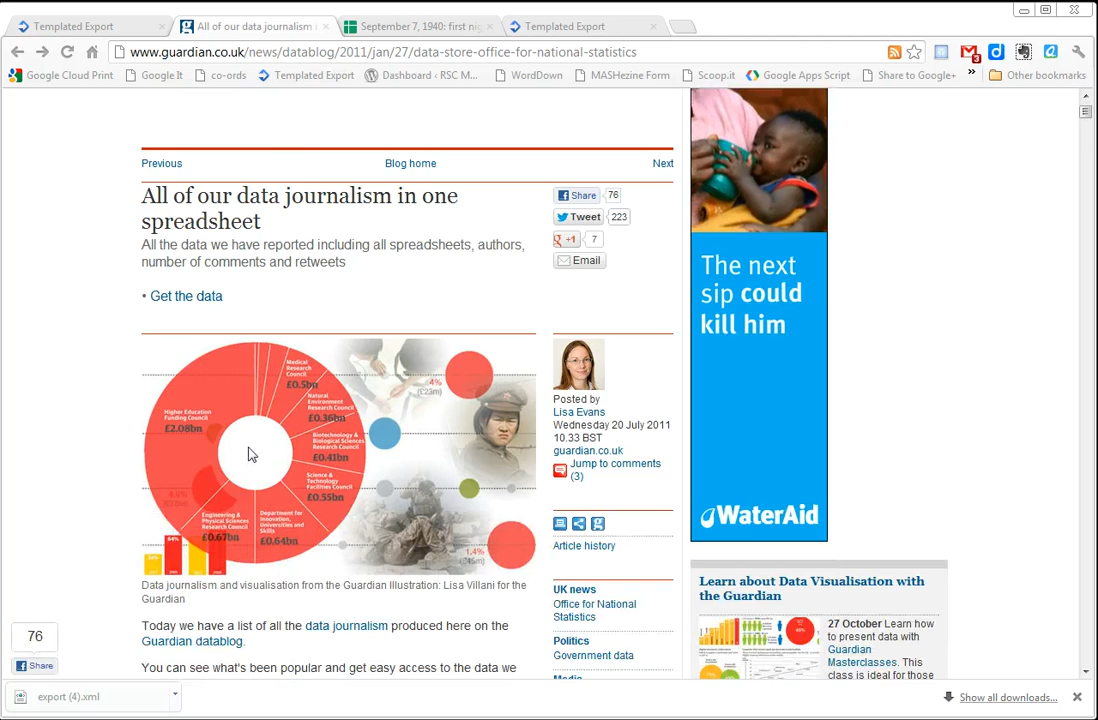 Templated Export
All of our data journalism i
September 7, 1940: first nig
Templated Export
www.guardian.co.uk/news/datablog/2011/jan/27/data-store-office-for-national-statistics
3
Google Cloud Print
Google It
co-ords
Templated Export
Dashboard ‹ RSC M...
WordDown
MASHezine Form
Scoop.it
Google Apps Script
Share to Google+
»
Other bookmarks
Previous
Blog home
Next
All of our data journalism in one
spreadsheet
All the data we have reported including all spreadsheets, authors,
number of comments and retweets
• Get the data
Share 76
Tweet 223
+1 7
Email
Medical
Research
Council
£0.5bn
Natural
Environment
Research Council
£0.36bn
Higher Education
Funding Council
£2.08bn
Biotechnology &
Biological Sciences
Research Council
£0.41bn
Science &
Technology
Facilities Council
£0.55bn
Engineering &
Physical Sciences
Research Council
£0.67bn
Department for
Innovation,
Universities and
Skills
£0.64bn
4%
(£23m)
1.4%
Data journalism and visualisation from the Guardian Illustration: Lisa Villani for the
Guardian
Today we have a list of all the data journalism produced here on the
Guardian datablog.
You can see what's been popular and get easy access to the data we
Posted by
Lisa Evans
Wednesday 20 July 2011
10.33 BST
guardian.co.uk
Jump to comments
(3)
Article history
UK news
Office for National
Statistics
Politics
Government data
Media
The next
sip could
kill him
WaterAid
Learn about Data Visualisation with
the Guardian
27 October Learn how
to present data with
Guardian
Masterclasses. This
class is ideal for those
76
Share
export (4).xml
Show all downloads...